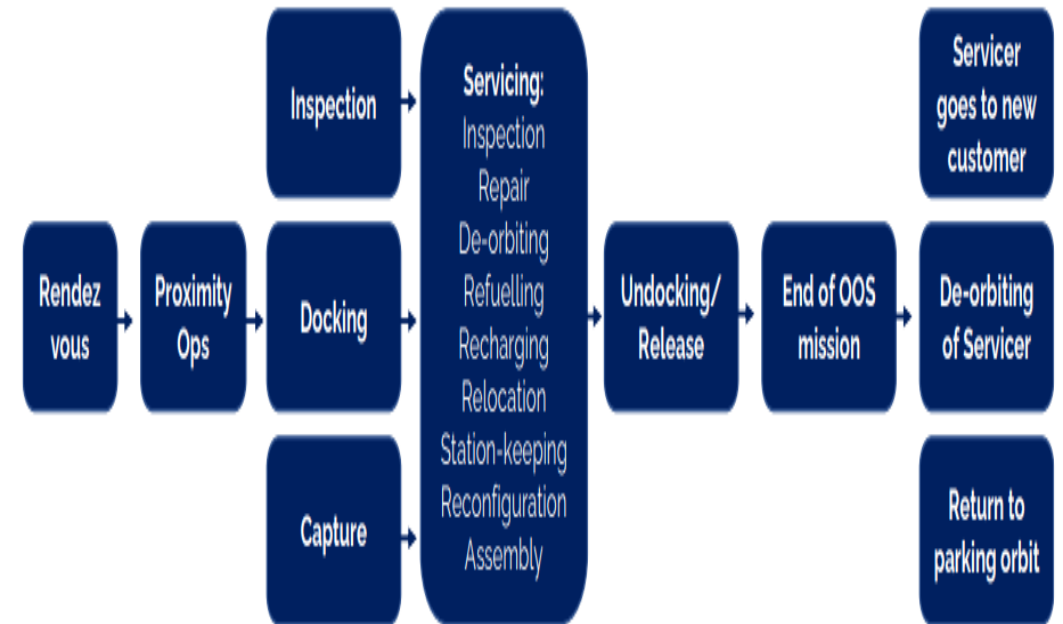 Rendez
vous
Proximity
Ops
Inspection
Docking
Capture
Servicing:
Inspection
Repair
De-orbiting
Refuelling
Recharging
Relocation
Station-keeping
Reconfiguration
Assembly
Undocking/
Release
End of OOS
mission
Servicer
goes to new
customer
De-orbiting
of Servicer
Return to
parking orbit